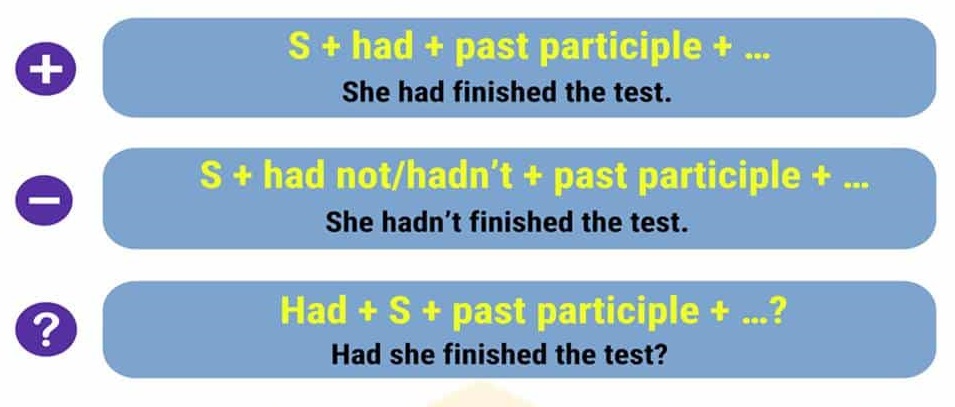 +
S + had + past participle + ...
She had finished the test.
−
S + had not/hadn’t + past participle + ...
She hadn’t finished the test.
?
Had + S + past participle + ...?
Had she finished the test?